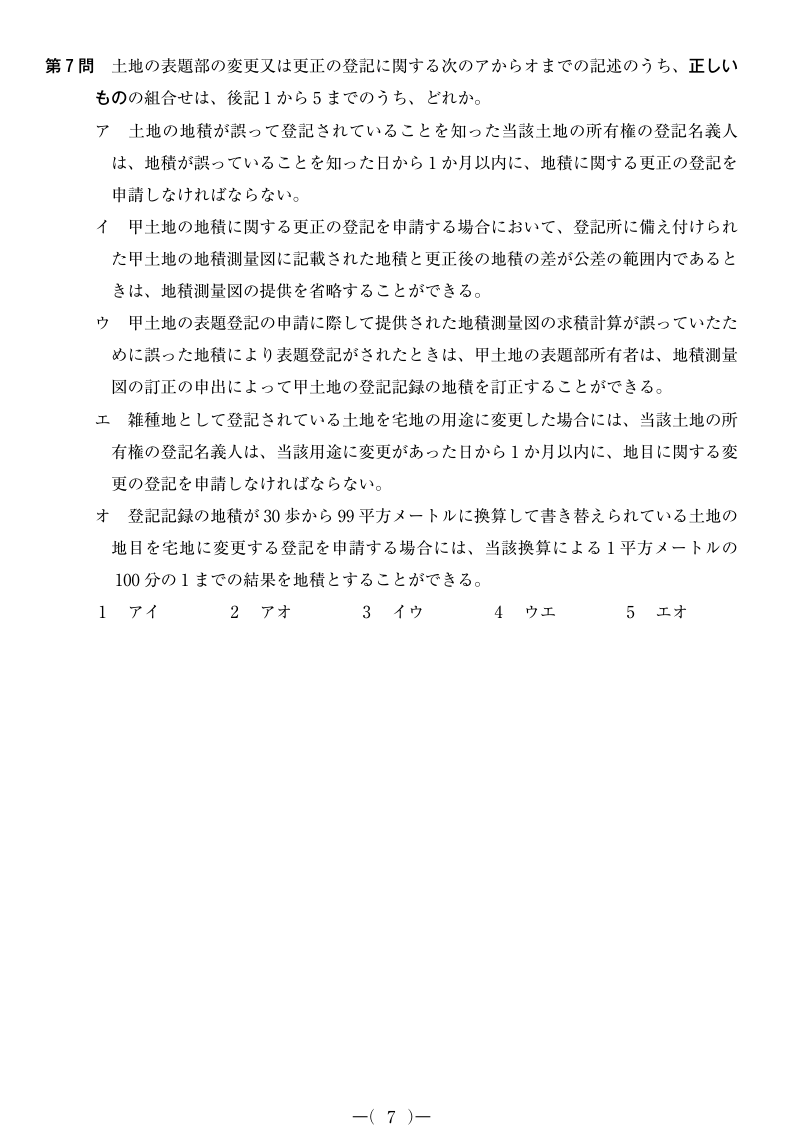 第7問　土地の表題部の変更又は更正の登記に関する次のアからオまでの記述のうち、正しい
ものの組合せは、後記1から5までのうち、どれか。
ア　土地の地積が誤って登記されていることを知った当該土地の所有権の登記名義人
は、地積が誤っていることを知った日から1か月以内に、地積に関する更正の登記を
申請しなければならない。
イ　甲土地の地積に関する更正の登記を申請する場合において、登記所に備え付けられ
た甲土地の地積測量図に記載された地積と更正後の地積の差が公差の範囲内であると
きは、地積測量図の提供を省略することができる。
ウ　甲土地の表題登記の申請に際して提供された地積測量図の求積計算が誤っていたた
めに誤った地積により表題登記がされたときは、甲土地の表題部所有者は、地積測量
図の訂正の申出によって甲土地の登記記録の地積を訂正することができる。
エ　雑種地として登記されている土地を宅地の用途に変更した場合には、当該土地の所
有権の登記名義人は、当該用途に変更があった日から1か月以内に、地目に関する変
更の登記を申請しなければならない。
オ　登記記録の地積が30歩から99平方メートルに換算して書き替えられている土地の
地目を宅地に変更する登記を申請する場合には、当該換算による1平方メートルの
100分の1までの結果を地積とすることができる。
1　アイ　　　2　アオ　　　3　イウ　　　4　ウエ　　　5　エオ
―( 7 )―